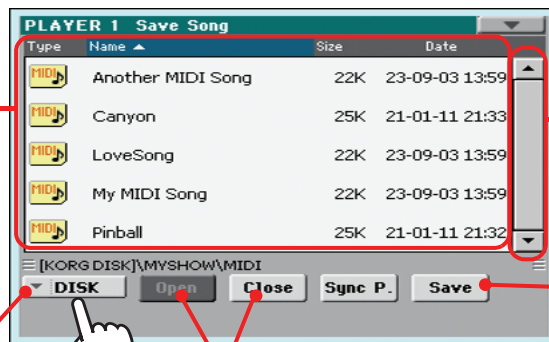 PLAYER 1 Save Song
Type Name Size Date
MIDI Another MIDI Song 22K 23-09-03 13:59
MIDI Canyon 25K 21-01-11 21:33
MIDI LoveSong 22K 23-09-03 13:59
MIDI My MIDI Song 22K 23-09-03 13:59
MIDI Pinball 25K 21-01-11 21:32
[KORG DISK]\MYSHOW\MIDI
DISK Open Close Sync P. Save